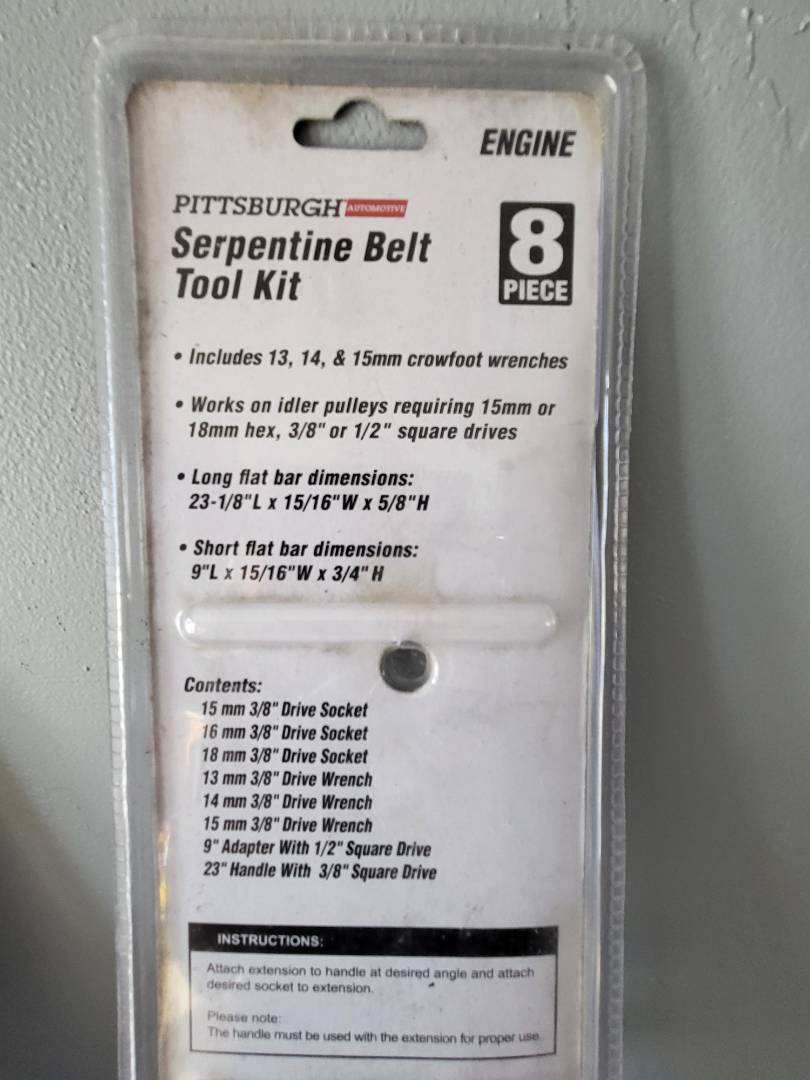 ENGINE
PITTSBURGH AUTOMOTIVE
Serpentine Belt
Tool Kit
8
PIECE
• Includes 13, 14, & 15mm crowfoot wrenches
• Works on idler pulleys requiring 15mm or
18mm hex, 3/8" or 1/2" square drives
• Long flat bar dimensions:
23-1/8"L x 15/16"W x 5/8"H
• Short flat bar dimensions:
9"L x 15/16"W x 3/4"H
Contents:
15 mm 3/8" Drive Socket
16 mm 3/8" Drive Socket
18 mm 3/8" Drive Socket
13 mm 3/8" Drive Wrench
14 mm 3/8" Drive Wrench
15 mm 3/8" Drive Wrench
9" Adapter With 1/2" Square Drive
23" Handle With 3/8" Square Drive
INSTRUCTIONS:
Attach extension to handle at desired angle and attach
desired socket to extension.
Please note:
The handle must be used with the extension for proper use.